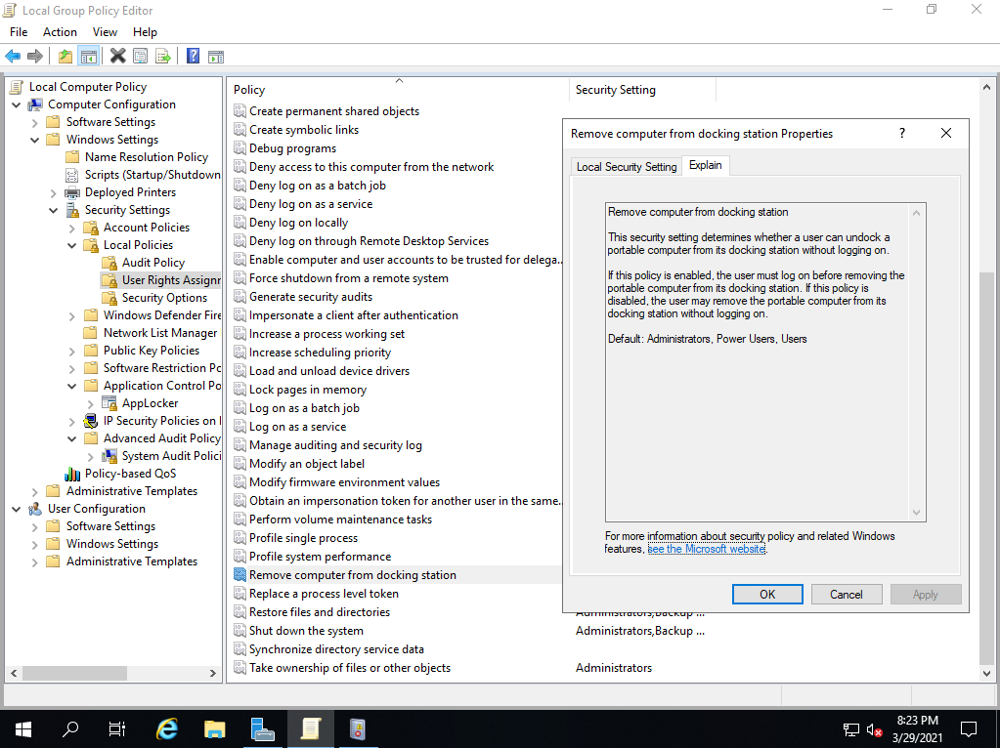 Local Group Policy Editor
File Action View Help
Local Computer Policy
Computer Configuration
Software Settings
Windows Settings
Name Resolution Policy
Scripts (Startup/Shutdown
Deployed Printers
Security Settings
Account Policies
Local Policies
Audit Policy
User Rights Assignr
Security Options
Windows Defender Fire
Network List Manager
Public Key Policies
Software Restriction Po
Application Control Po
AppLocker
IP Security Policies on
Advanced Audit Policy
System Audit Polici
Policy-based QoS
Administrative Templates
User Configuration
Software Settings
Windows Settings
Administrative Templates
Policy Security Setting
Create permanent shared objects
Create symbolic links
Debug programs
Deny access to this computer from the network
Deny log on as a batch job
Deny log on as a service
Deny log on locally
Deny log on through Remote Desktop Services
Enable computer and user accounts to be trusted for delega...
Force shutdown from a remote system
Generate security audits
Impersonate a client after authentication
Increase a process working set
Increase scheduling priority
Load and unload device drivers
Lock pages in memory
Log on as a batch job
Log on as a service
Manage auditing and security log
Modify an object label
Modify firmware environment values
Obtain an impersonation token for another user in the same...
Perform volume maintenance tasks
Profile single process
Profile system performance
Remove computer from docking station
Replace a process level token
Restore files and directories Administrators,Backup ...
Shut down the system Administrators,Backup ...
Synchronize directory service data
Take ownership of files or other objects Administrators
Remove computer from docking station Properties ?
Local Security Setting Explain
Remove computer from docking station
This security setting determines whether a user can undock a
portable computer from its docking station without logging on.
If this policy is enabled, the user must log on before removing the
portable computer from its docking station. If this policy is
disabled, the user may remove the portable computer from its
docking station without logging on.
Default: Administrators, Power Users, Users
For more information about security policy and related Windows
features, see the Microsoft website.
OK Cancel Apply
8:23 PM
3/29/2021